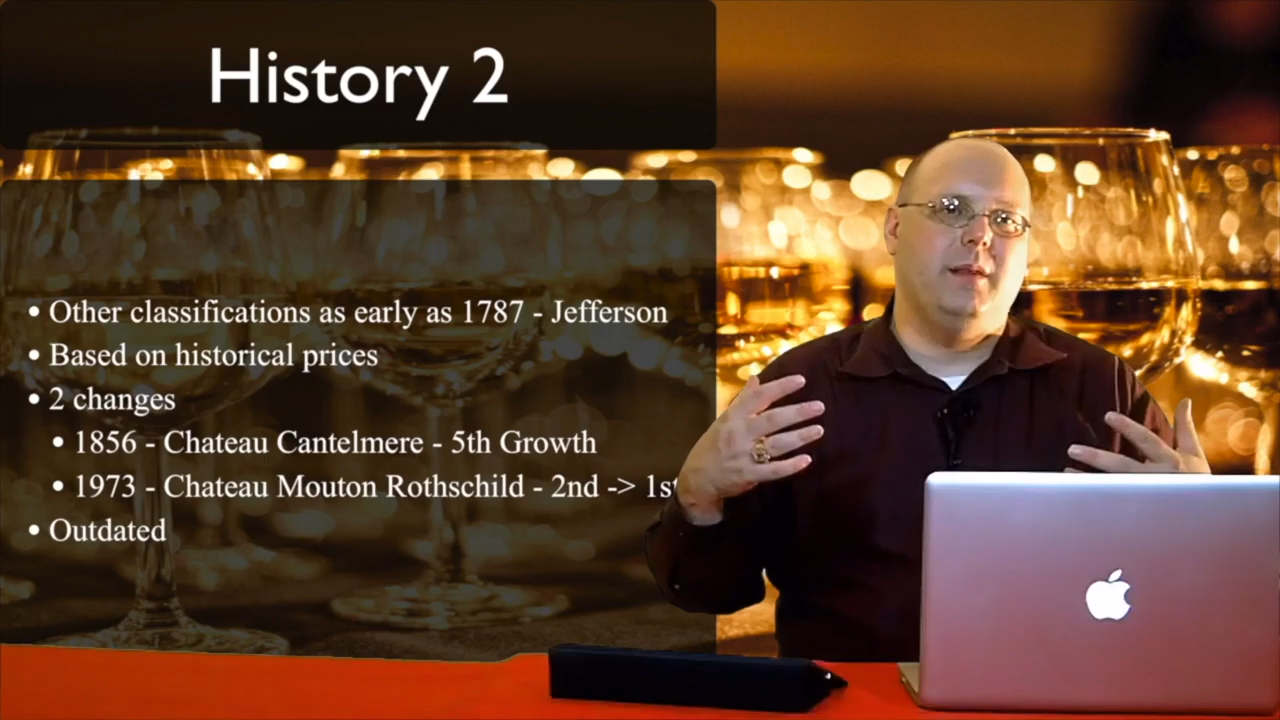 History 2
• Other classifications as early as 1787 - Jefferson
• Based on historical prices
• 2 changes
• 1856 - Chateau Cantelmere - 5th Growth
• 1973 - Chateau Mouton Rothschild - 2nd -> 1st
• Outdated